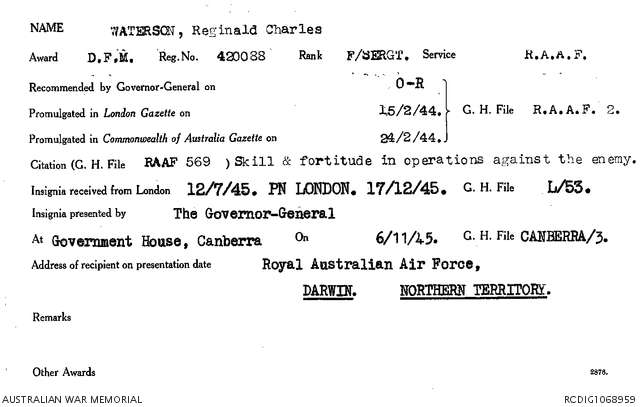 NAME WATERSON, Reginald Charles
Award D.F.M. Reg. No. 420088 Rank F/SERGT. Service R.A.A.F.
Recommended by Governor-General on O-R
Promulgated in London Gazette on 15/2/44. G. H. File R.A.A.F 2.
Promulgated in Commonwealth of Australia Gazette on 24/2/44.
Citation (G. H. File RAAF 569 ) Skill & fortitude in operations against the enemy.
Insignia received from London 12/7/45. PN LONDON. 17/12/45. G. H. File L/53.
Insignia presented by The Governor-General
At Government House, Canberra On 6/11/45. G. H. File CANBERRA/3.
Address of recipient on presentation date Royal Australian Air Force,
DARWIN. NORTHERN TERRITORY.
Remarks
Other Awards 2878.
AUSTRALIAN WAR MEMORIAL RCDIG1068959